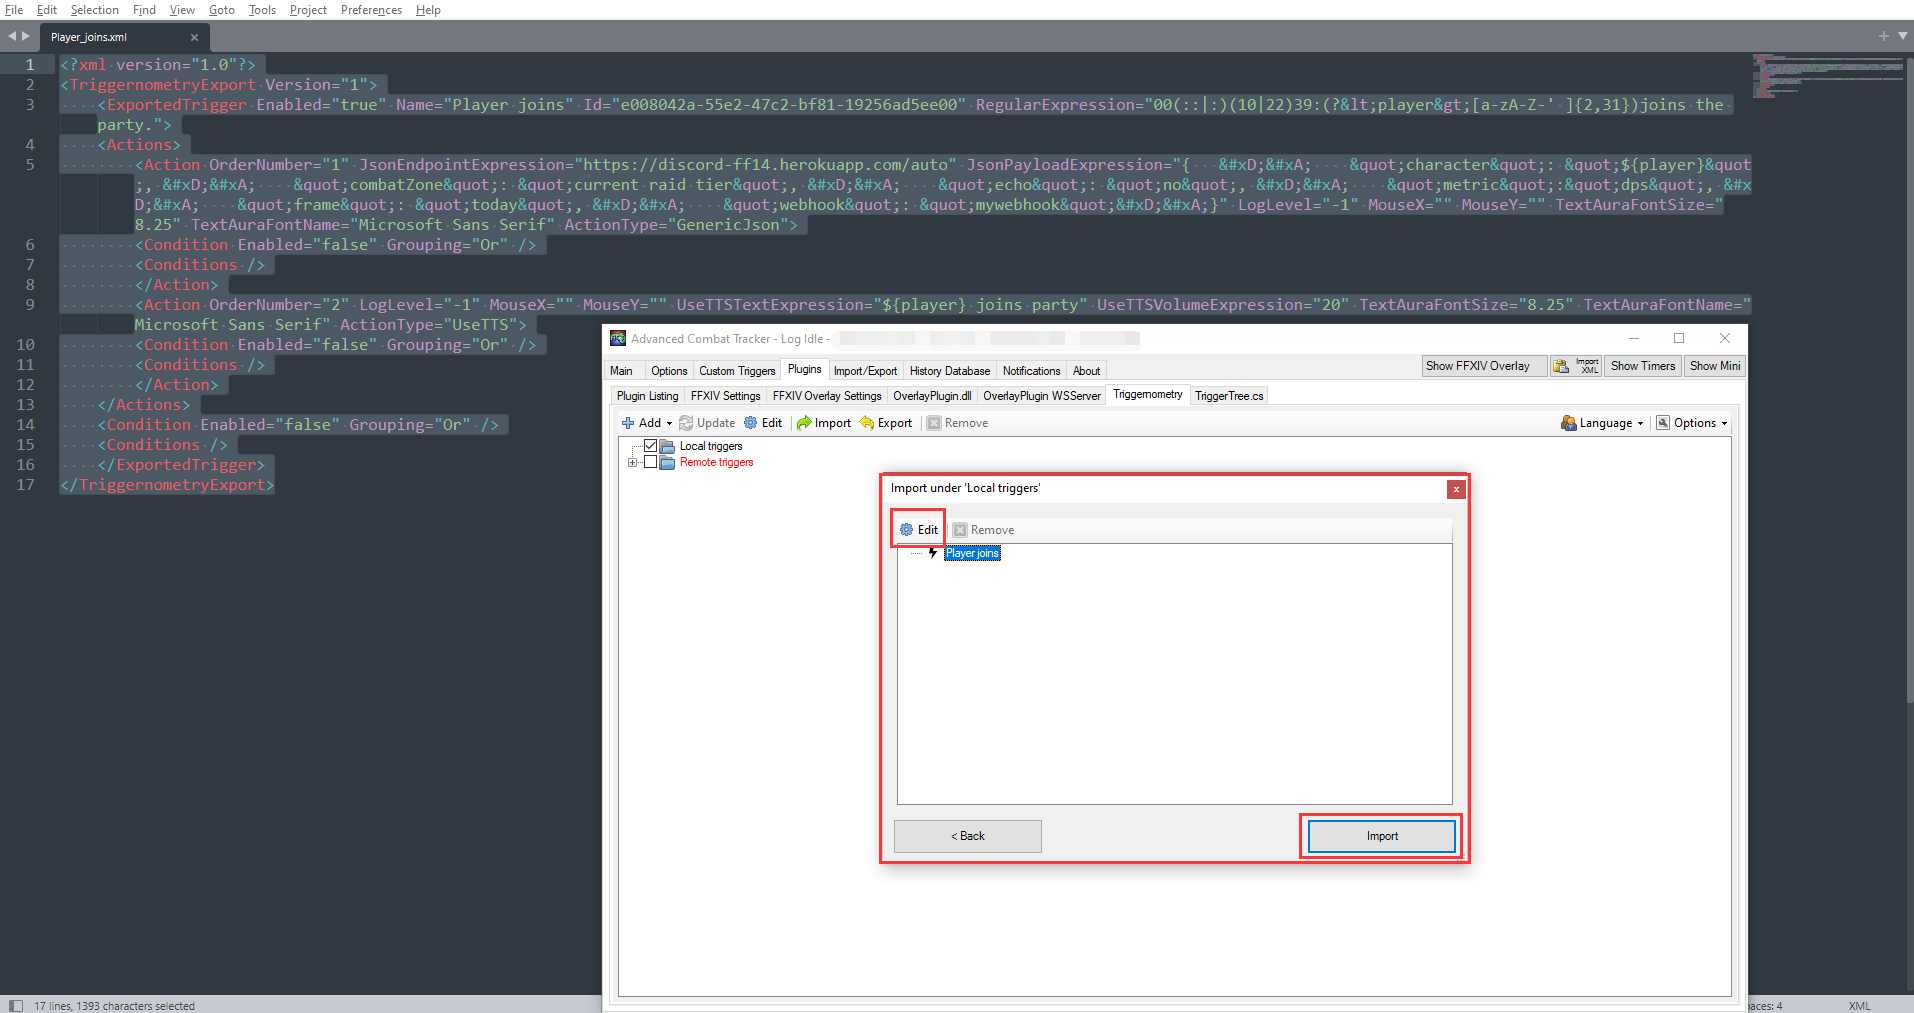 File Edit Selection Find View Goto Tools Project Preferences Help
Player_joins.xml
1 <?xml version="1.0"?>
2 <TriggernometryExport Version="1">
3 <ExportedTrigger Enabled="true" Name="Player joins" Id="e008042a-55e2-47c2-bf81-19256ad5ee00" RegularExpression="00(::|:)(10|22)39:(?&lt;player&gt;[a-zA-Z-' ]{2,31})joins the
party.">
4 <Actions>
5 <Action OrderNumber="1" JsonEndpointExpression="https://discord-ff14.herokuapp.com/auto" JsonPayloadExpression="{ &#xD;&#xA; &quot;character&quot;: &quot;${player}&quot
;, &#xD;&#xA; &quot;combatZone&quot;: &quot;current raid tier&quot;, &#xD;&#xA; &quot;echo&quot;: &quot;no&quot;, &#xD;&#xA; &quot;metric&quot;:&quot;dps&quot;, &#x
D;&#xA; &quot;frame&quot;: &quot;today&quot;, &#xD;&#xA; &quot;webhook&quot;: &quot;mywebhook&quot;&#xD;&#xA;}" LogLevel="-1" MouseX="" MouseY="" TextAuraFontSize="
8.25" TextAuraFontName="Microsoft Sans Serif" ActionType="GenericJson">
6 <Condition Enabled="false" Grouping="Or" />
7 <Conditions />
8 </Action>
9 <Action OrderNumber="2" LogLevel="-1" MouseX="" MouseY="" UseTTSTextExpression="${player} joins party" UseTTSVolumeExpression="20" TextAuraFontSize="8.25" TextAuraFontName="
Microsoft Sans Serif" ActionType="UseTTS">
10 <Condition Enabled="false" Grouping="Or" />
11 <Conditions />
12 </Action>
13 </Actions>
14 <Condition Enabled="false" Grouping="Or" />
15 <Conditions />
16 </ExportedTrigger>
17 </TriggernometryExport>
Advanced Combat Tracker - Log Idle -
Main Options Custom Triggers Plugins Import/Export History Database Notifications About
Show FFXIV Overlay Import XML Show Timers Show Mini
Plugin Listing FFXIV Settings FFXIV Overlay Settings OverlayPlugin.dll OverlayPlugin WSServer Triggernometry TriggerTree.cs
Add Update Edit Import Export Remove Language Options
Local triggers
Remote triggers
Import under 'Local triggers'
Edit Remove
Player joins
< Back Import
17 lines, 1393 characters selected
aces: 4 XML